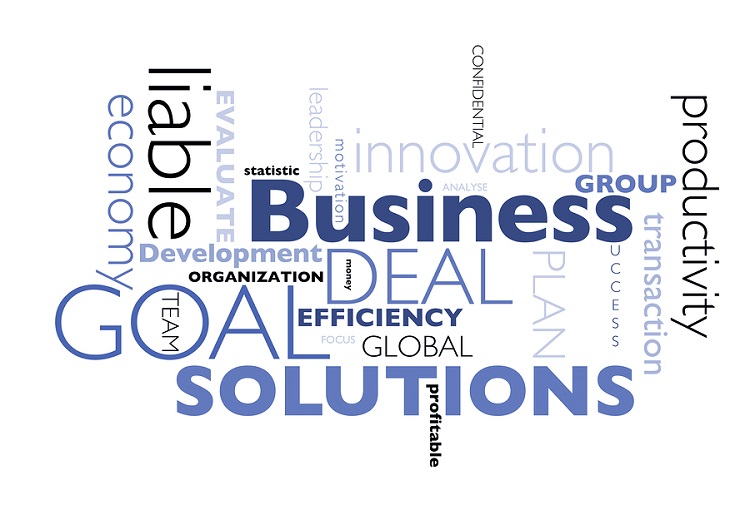 CONFIDENTIAL
liable
economy
EVALUATE
leadership
motivation
innovation
productivity
statistic
ANALYSE
GROUP
Business
transaction
Development
ORGANIZATION
money
DEAL
PLAN
UCCESS
GOAL
TEAM
EFFICIENCY
FOCUS
GLOBAL
SOLUTIONS
profitable